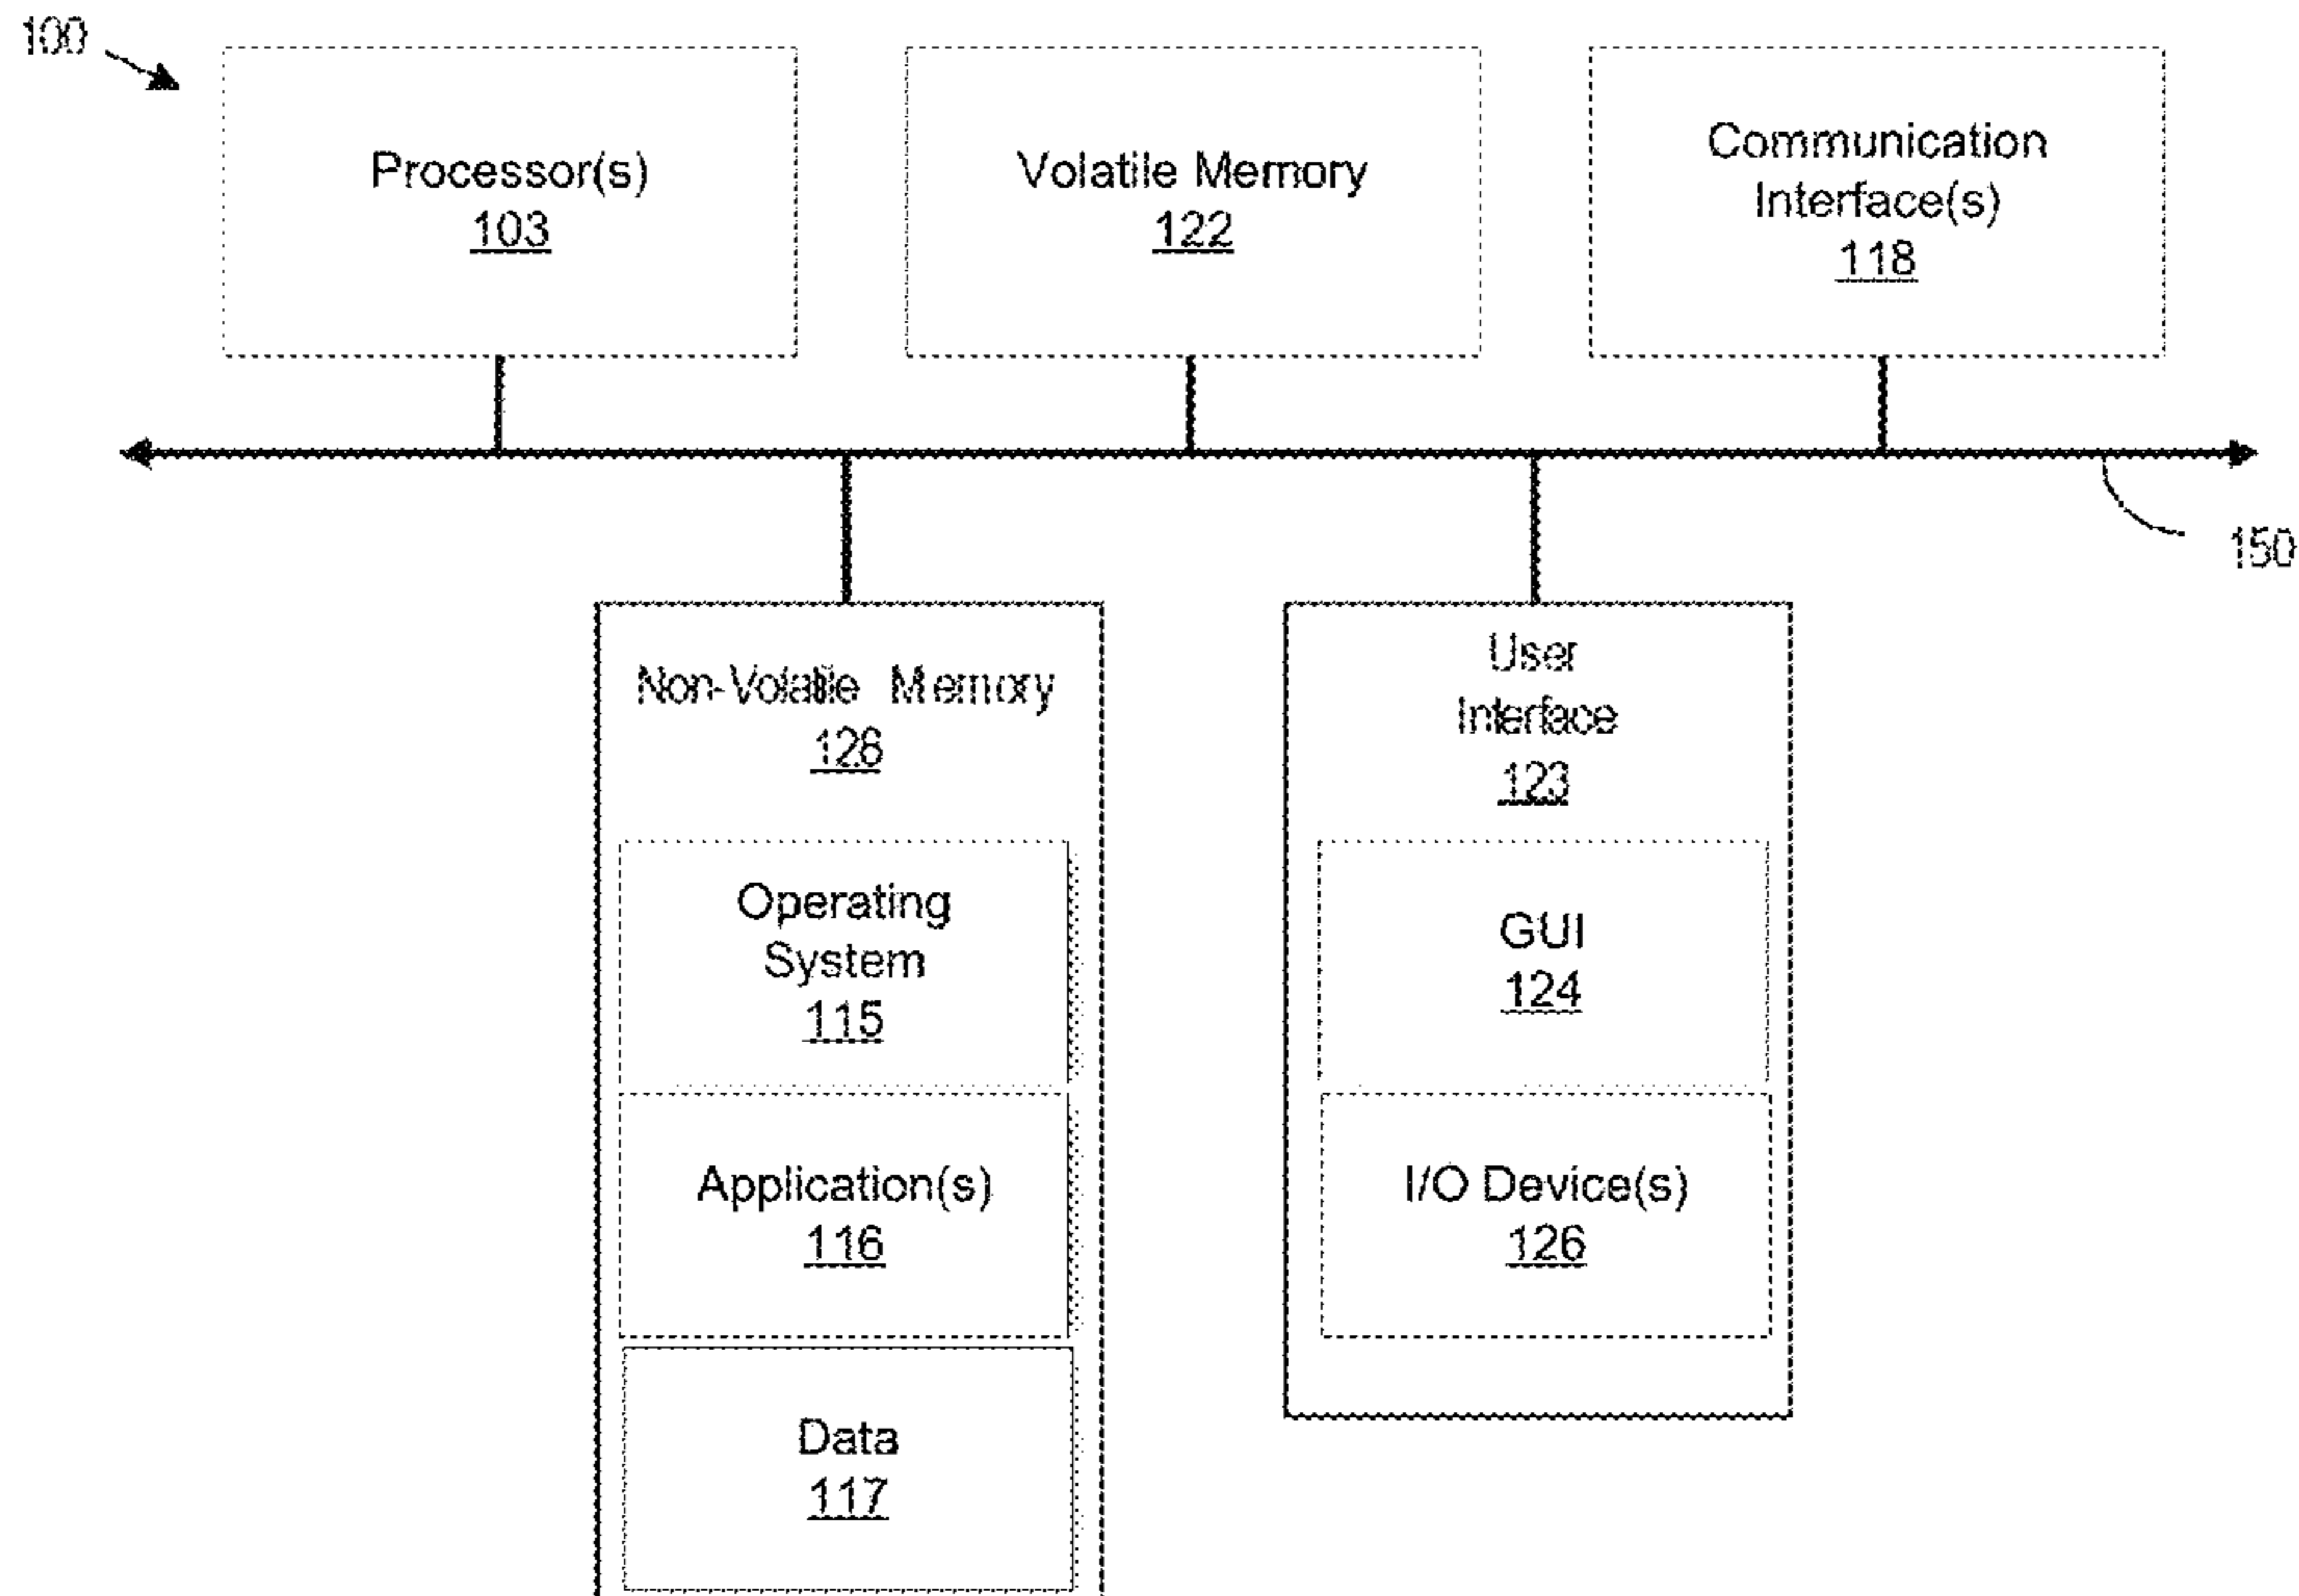 100
Processor(s)
103
Volatile Memory
122
Communication
Interface(s)
118
150
Non-Volatile Memory
128
User
Interface
123
Operating
System
115
GUI
124
Application(s)
116
I/O Device(s)
126
Data
117